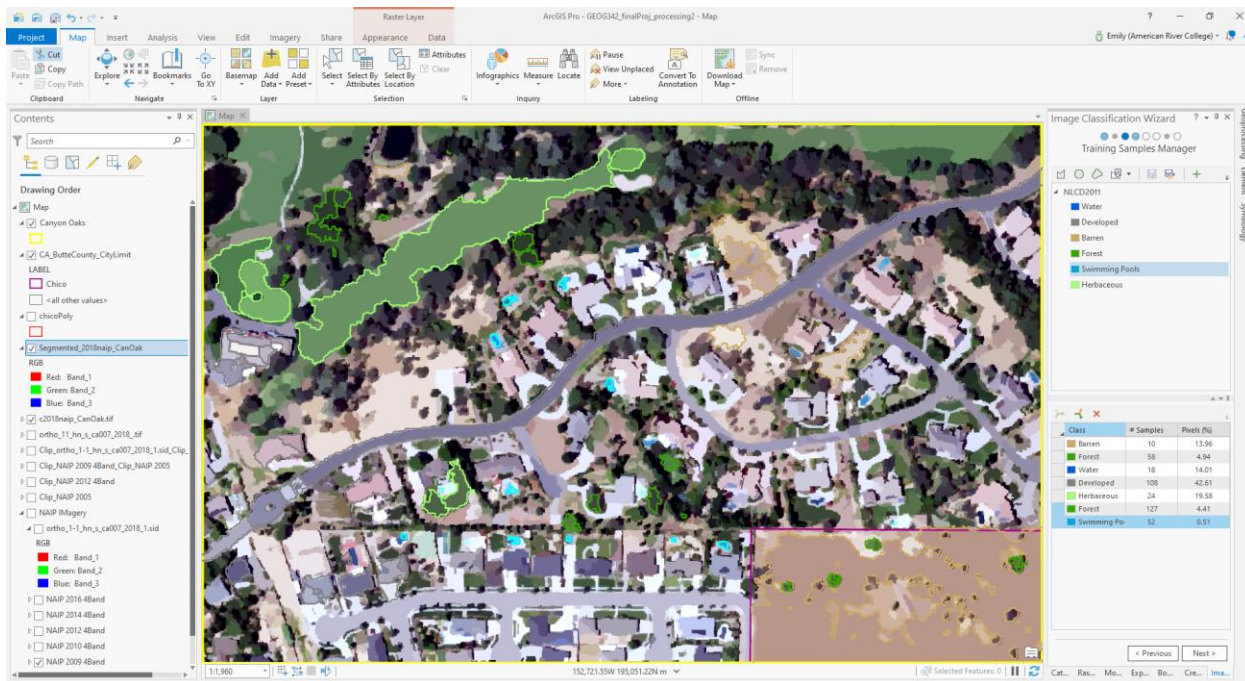 Raster Layer
ArcGIS Pro - GEOG342_finalProj_processing2 - Map
Project Map Insert Analysis View Edit Imagery Share Appearance Data
Emily (American River College)
Paste
Cut
Copy
Copy Path
Clipboard
Explore
Bookmarks
Go To XY
Navigate
Basemap
Add Data
Add Preset
Layer
Select
Select By Attributes
Select By Location
Attributes
Clear
Selection
Infographics
Measure
Locate
Inquiry
Pause
View Unplaced
More
Convert To Annotation
Labeling
Download Map
Sync
Remove
Offline
Contents
Search
Drawing Order
Map
Canyon Oaks
CA_ButteCounty_CityLimit
LABEL
Chico
<all other values>
chicoPoly
Segmented_2018naip_CanOak
RGB
Red: Band_1
Green: Band_2
Blue: Band_3
c2018naip_CanOak.tif
ortho_11_hn_s_ca007_2018_.tif
Clip_ortho_1-1_hn_s_ca007_2018_1.sid_Clip_
Clip_NAIP 2009 4Band_Clip_NAIP 2005
Clip_NAIP 2012 4Band
Clip_NAIP 2005
NAIP IMagery
ortho_1-1_hn_s_ca007_2018_1.sid
RGB
Red: Band_1
Green: Band_2
Blue: Band_3
NAIP 2016 4Band
NAIP 2014 4Band
NAIP 2012 4Band
NAIP 2010 4Band
NAIP 2009 4Band
Map
1:1,960
152,721.55W 195,051.22N m
Selected Features: 0
Image Classification Wizard
Training Samples Manager
NLCD2011
Water
Developed
Barren
Forest
Swimming Pools
Herbaceous
Class # Samples Pixels (%)
Barren 10 13.96
Forest 58 4.94
Water 18 14.01
Developed 108 42.61
Herbaceous 24 19.58
Forest 127 4.41
Swimming Po 52 0.51
< Previous Next >
Cat... Ras... Mo... Exp... Bo... Cre... Ima...
Geoprocessing
Element
Symbology